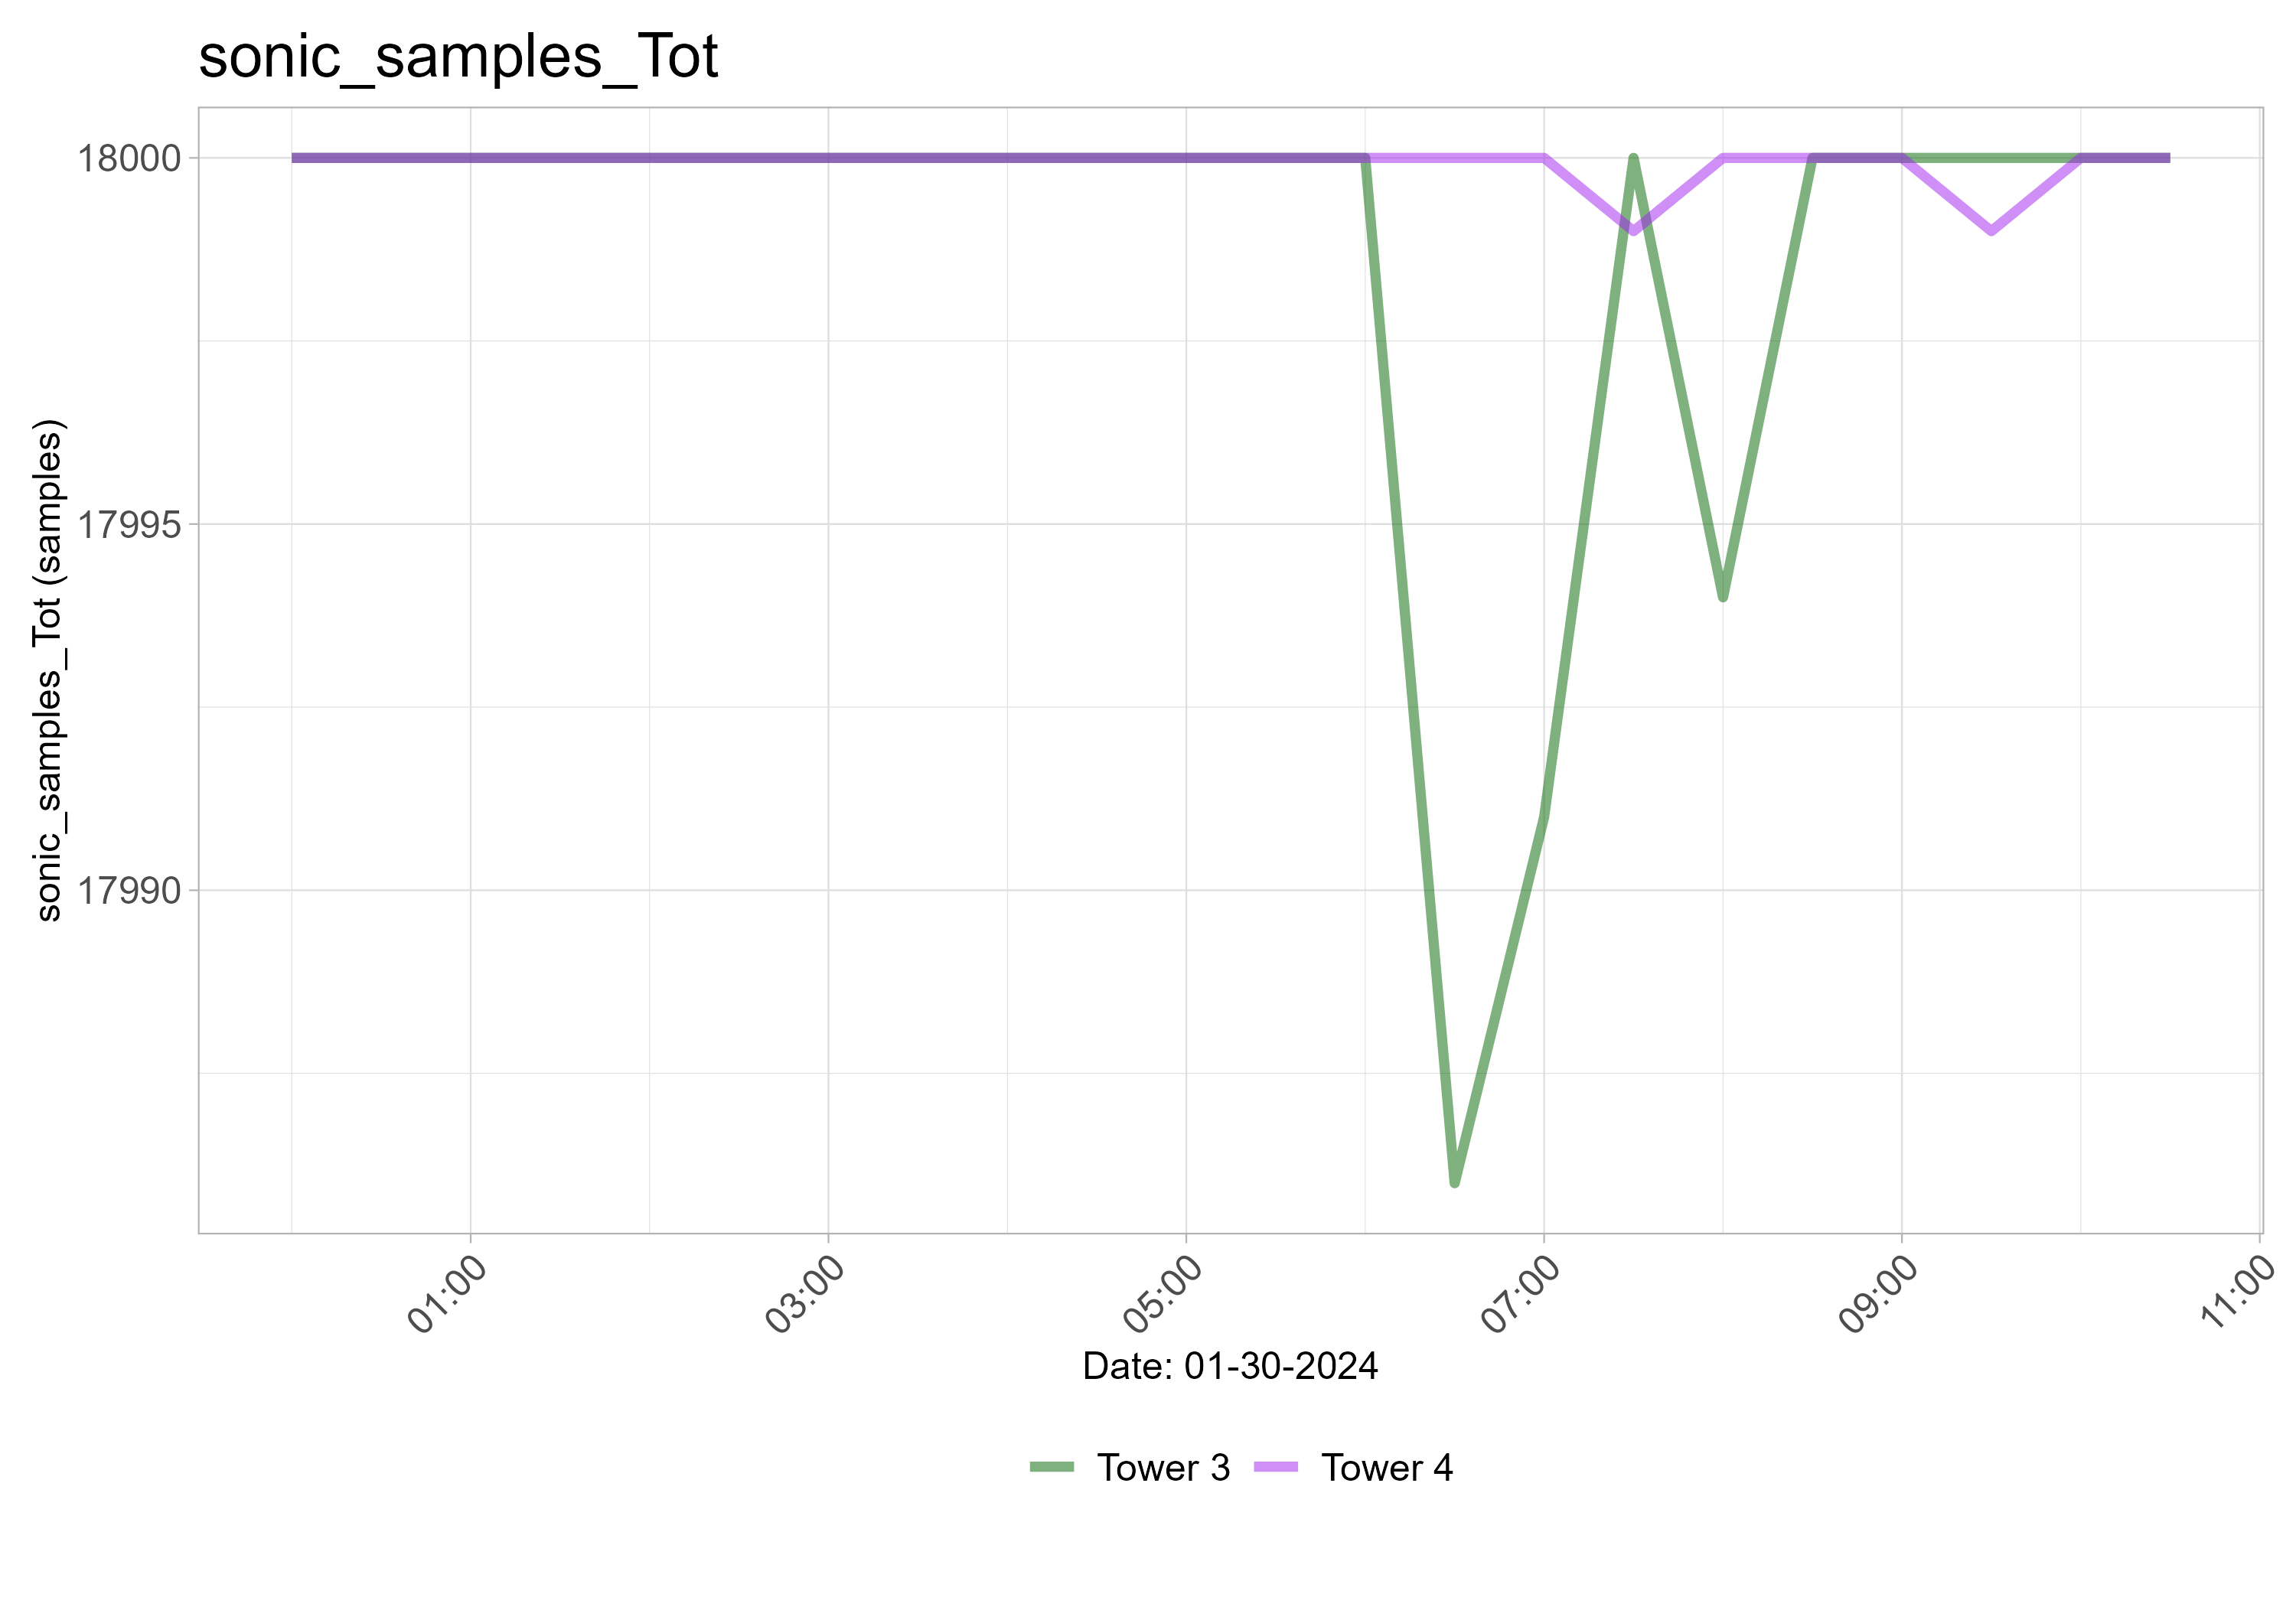 sonic_samples_Tot
sonic_samples_Tot (samples)
18000
17995
17990
01:00
03:00
05:00
07:00
09:00
11:00
Date: 01-30-2024
Tower 3
Tower 4